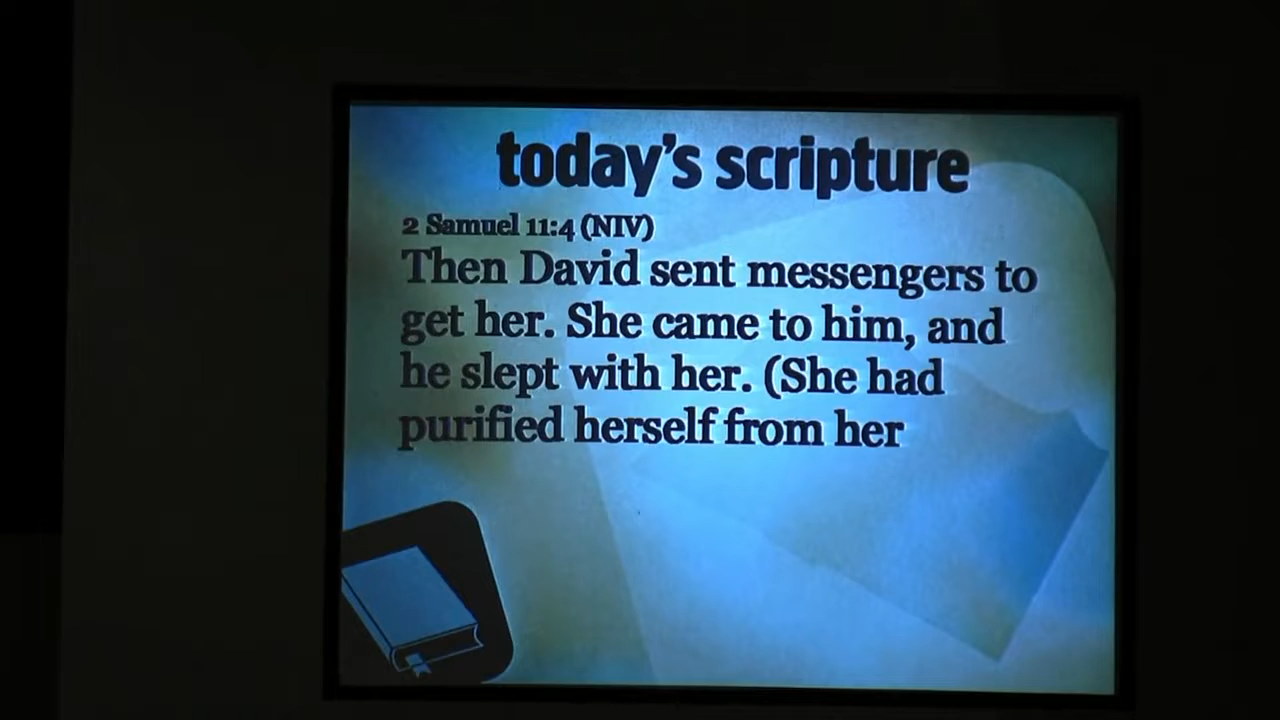 today's scripture
2 Samuel 11:4 (NIV)
Then David sent messengers to
get her. She came to him, and
he slept with her. (She had
purified herself from her